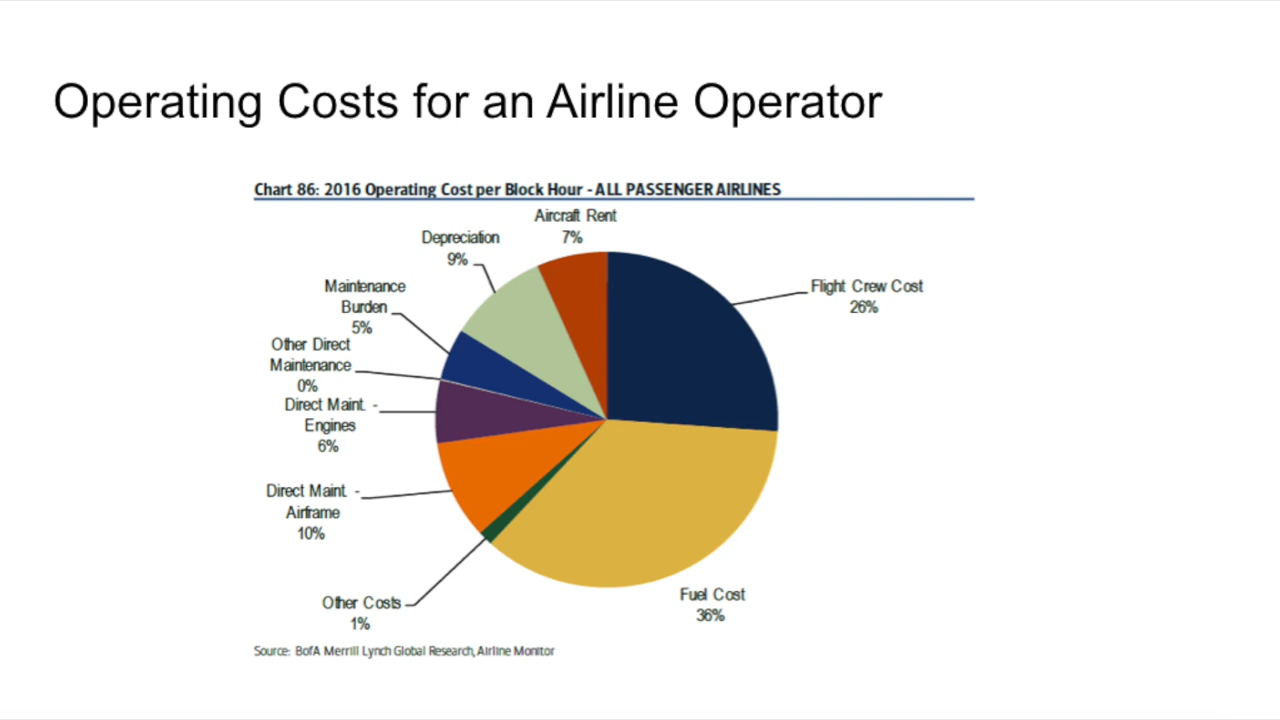 Operating Costs for an Airline Operator
Chart 86: 2016 Operating Cost per Block Hour - ALL PASSENGER AIRLINES
Aircraft Rent
7%
Depreciation
9%
Maintenance
Burden
5%
Other Direct
Maintenance
0%
Direct Maint. -
Engines
6%
Direct Maint. -
Airframe
10%
Other Costs
1%
Flight Crew Cost
26%
Fuel Cost
36%
Source: BofA Merrill Lynch Global Research, Airline Monitor